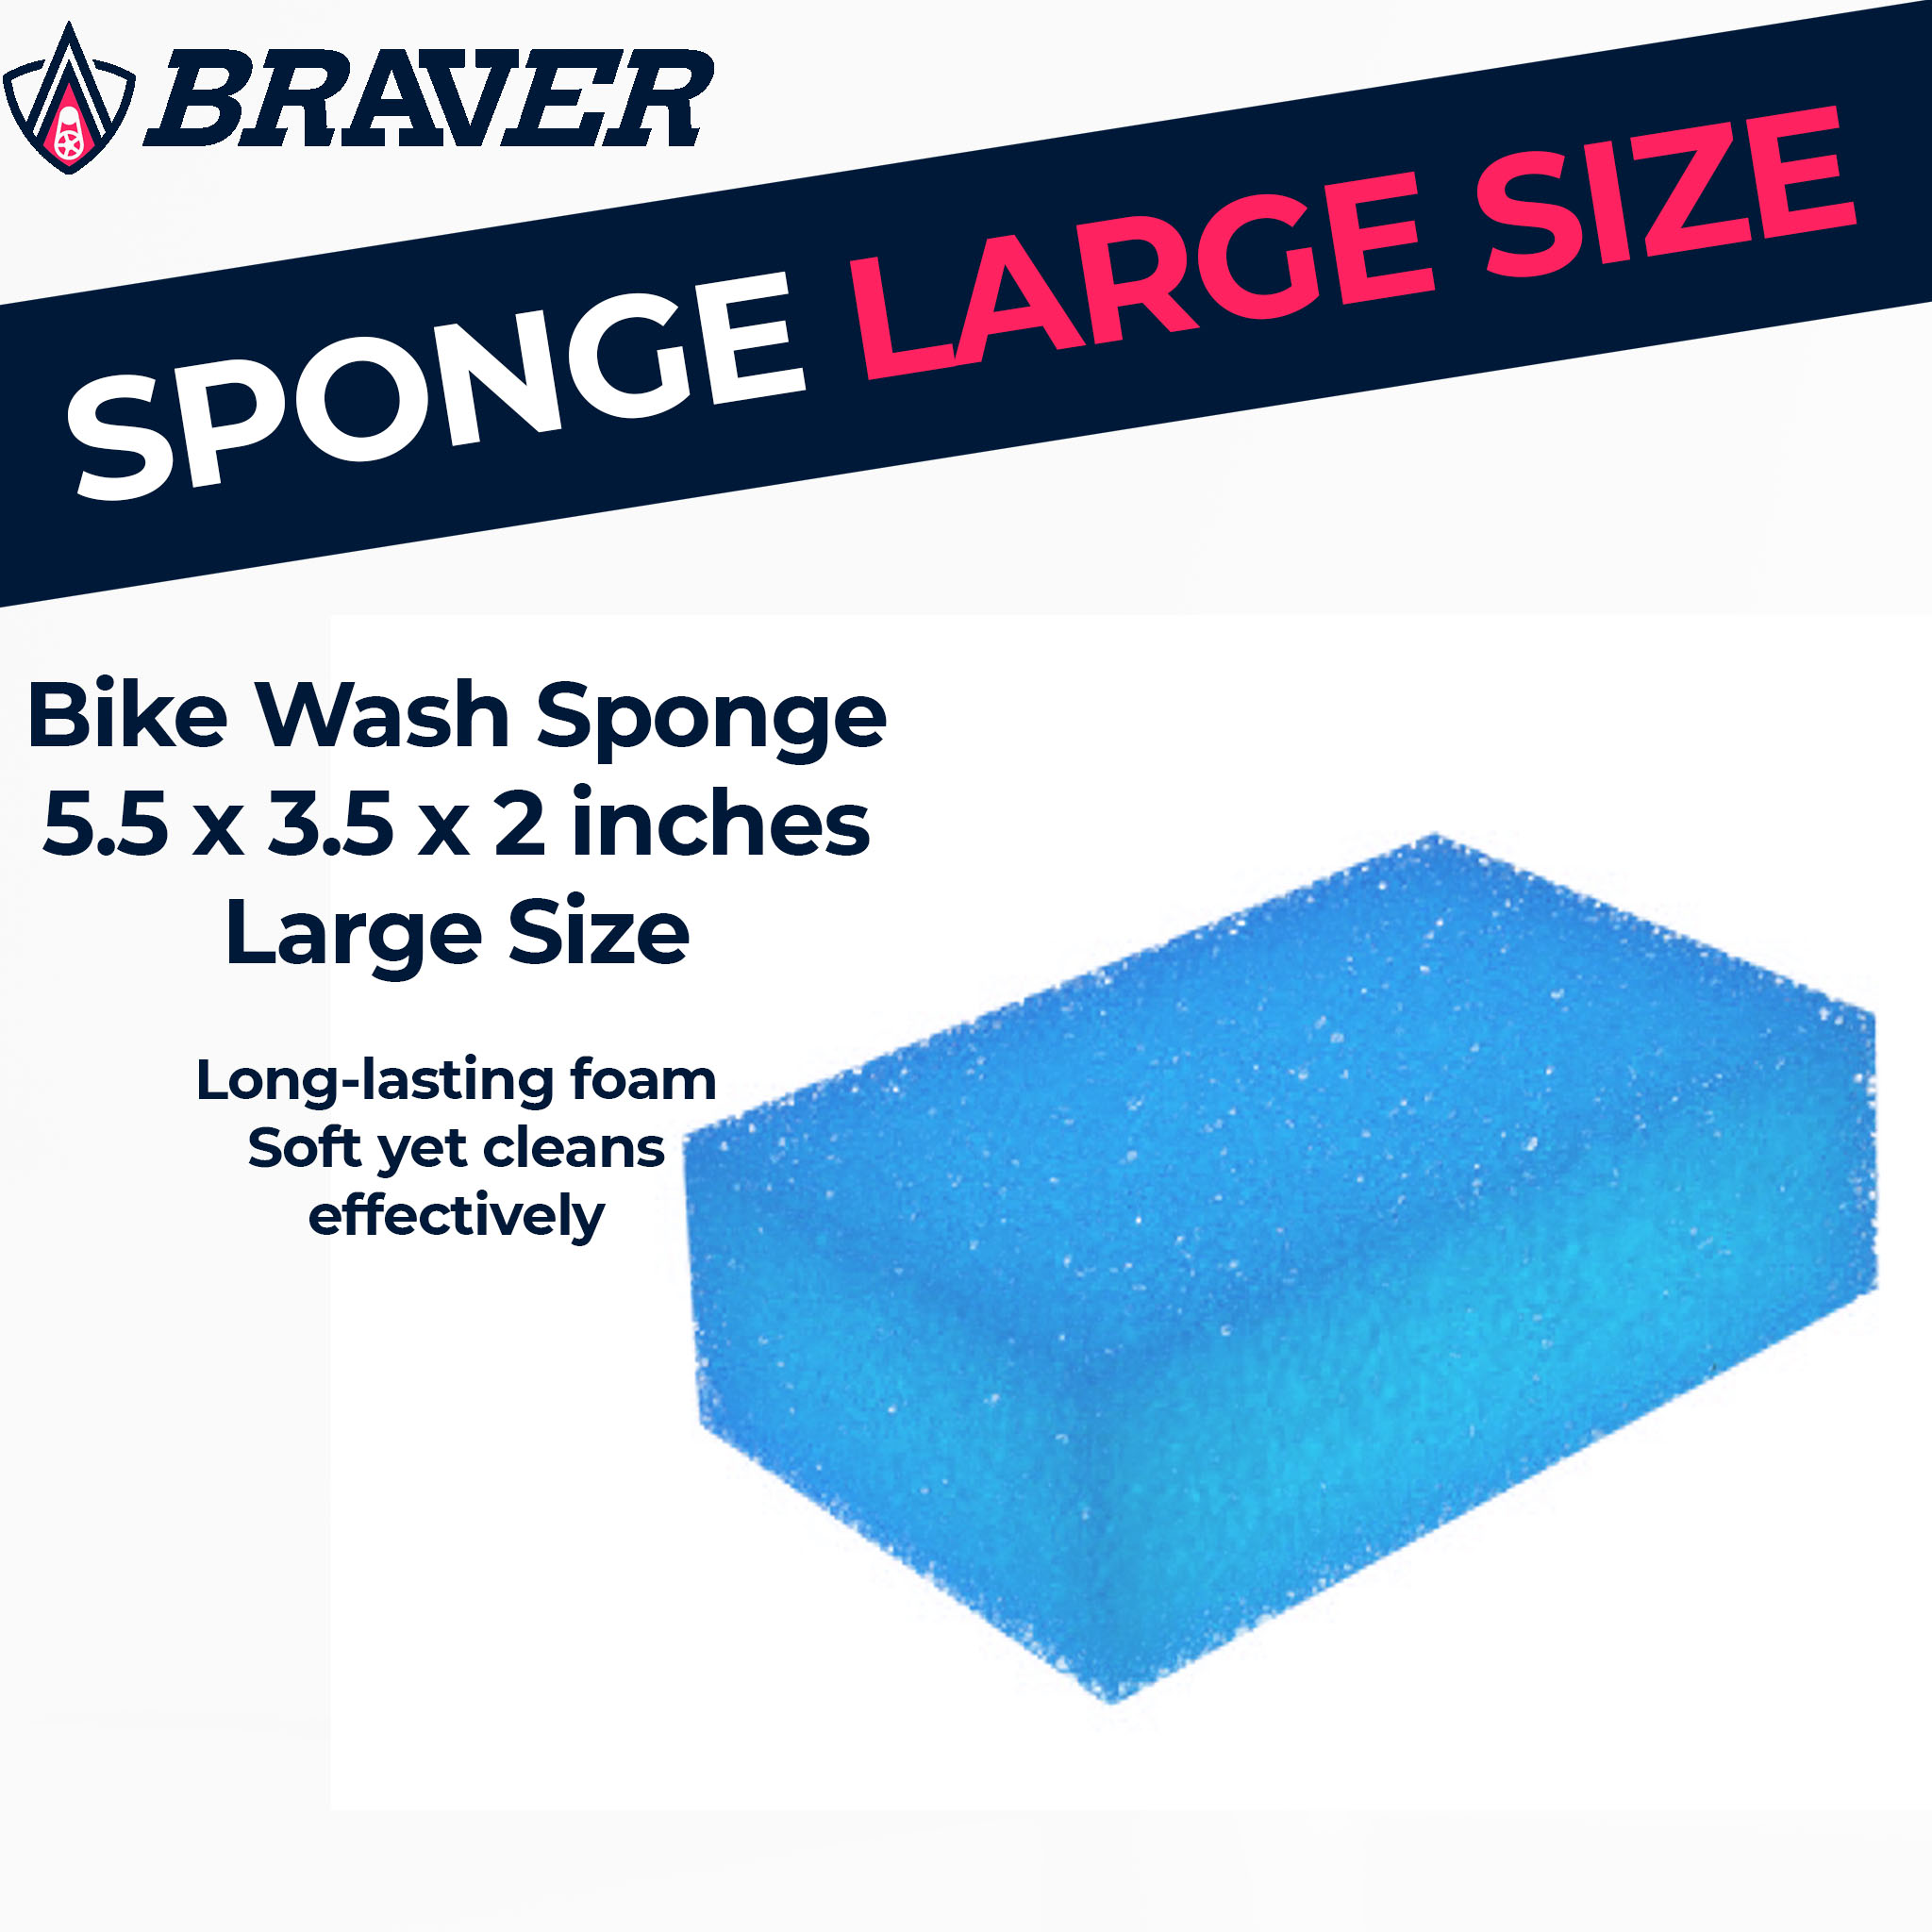 BRAVER
SPONGE LARGE SIZE
Bike Wash Sponge
5.5 x 3.5 x 2 inches
Large Size
Long-lasting foam
Soft yet cleans
effectively